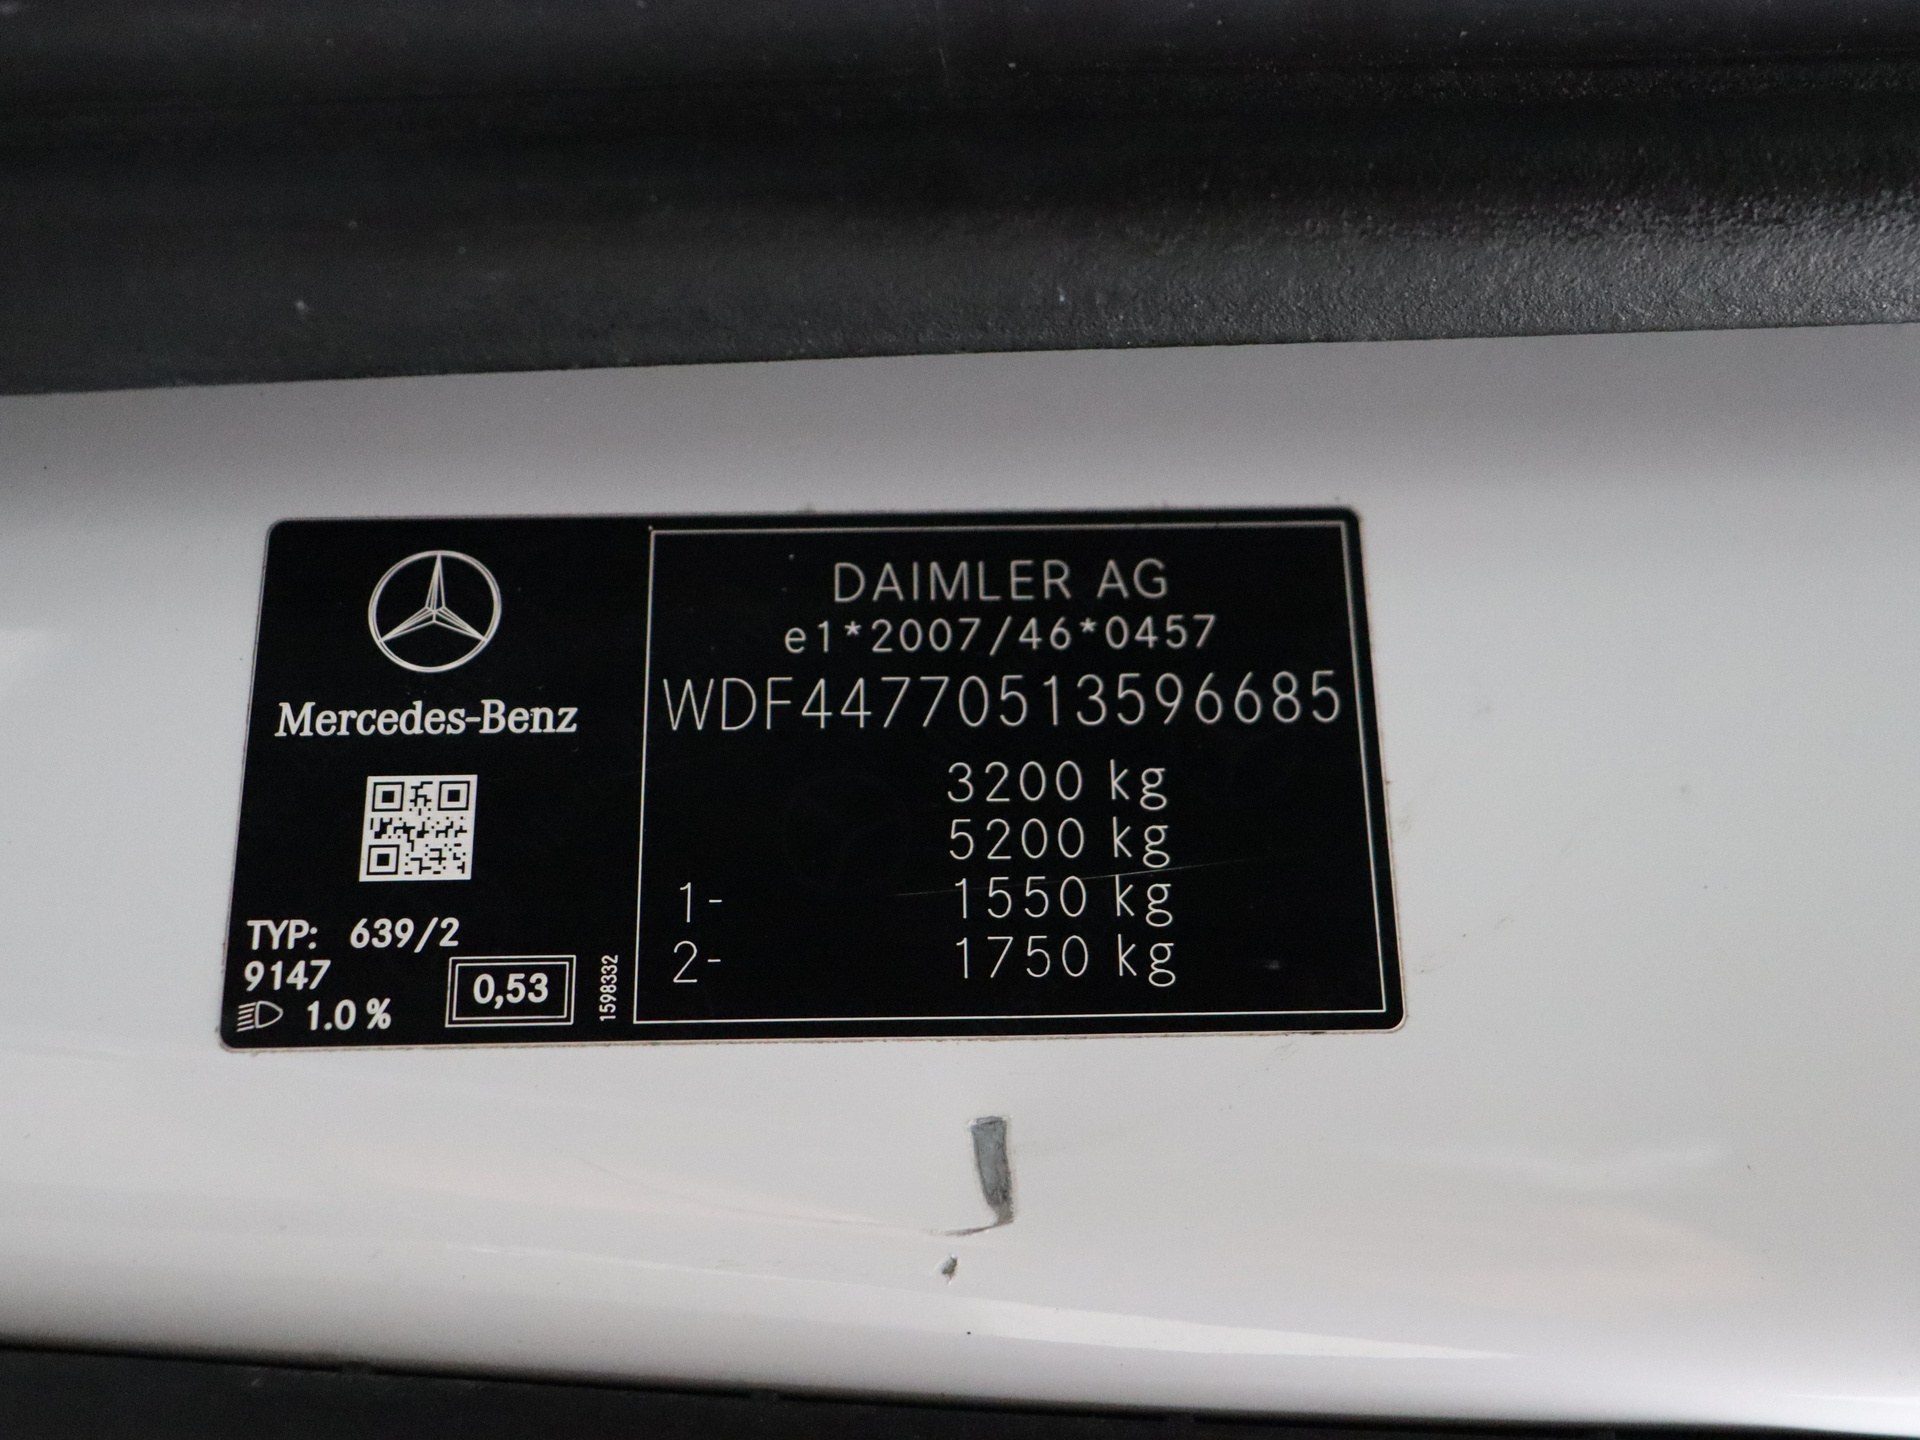 Mercedes-Benz
TYP: 639/2
9147
1.0 %
0,53
1598332
DAIMLER AG
e1*2007/46*0457
WDF44770513596685
3200 kg
5200 kg
1- 1550 kg
2- 1750 kg